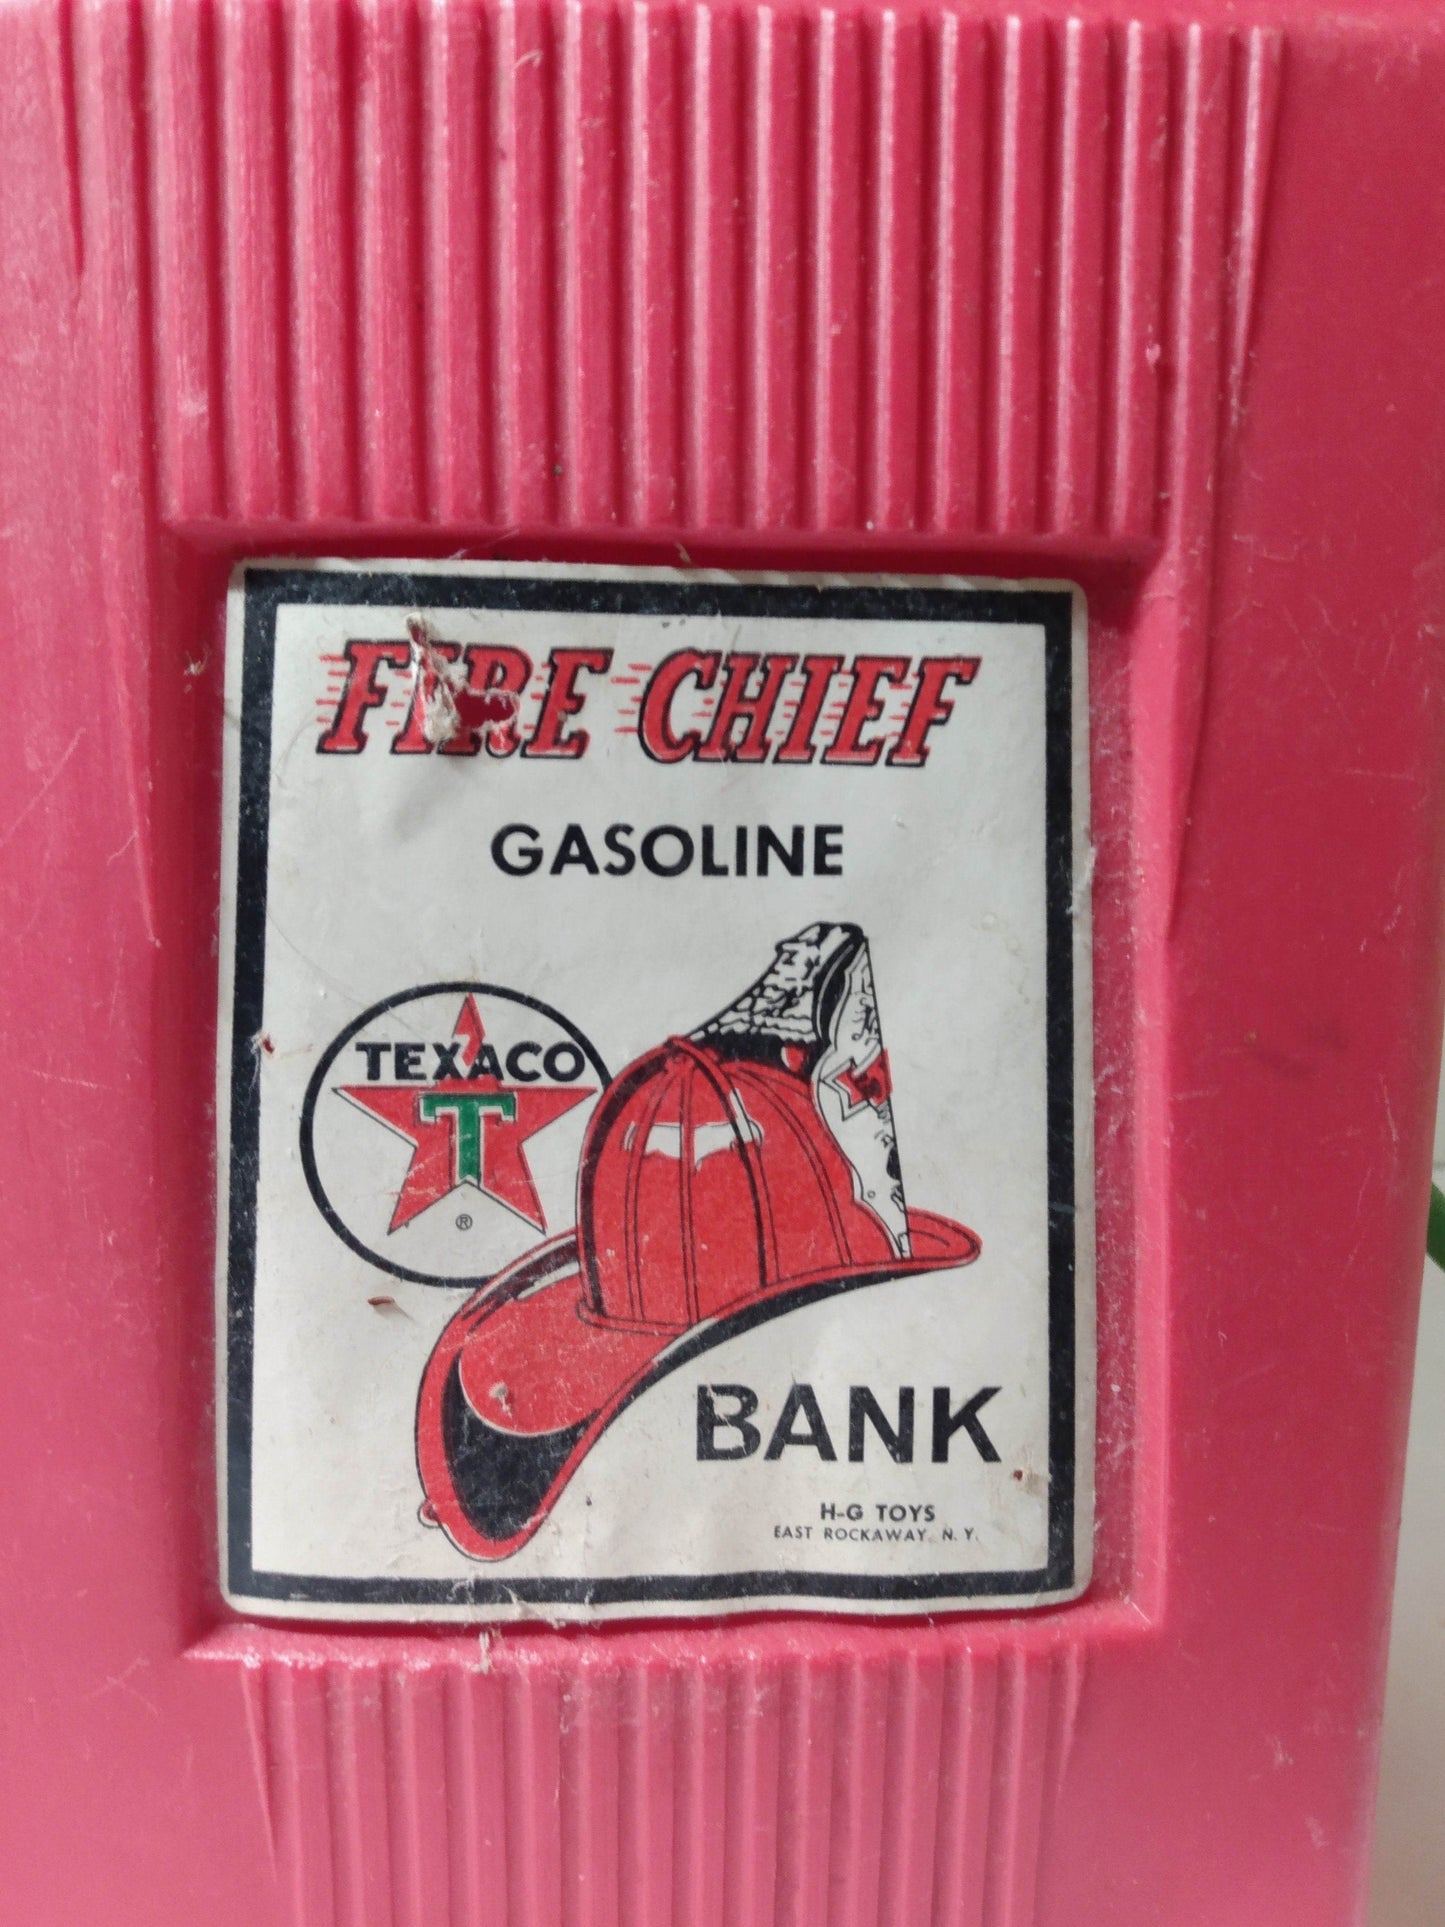 FIRE CHIEF
GASOLINE
TEXACO
T
®
BANK
H-G TOYS
EAST ROCKAWAY, N.Y.